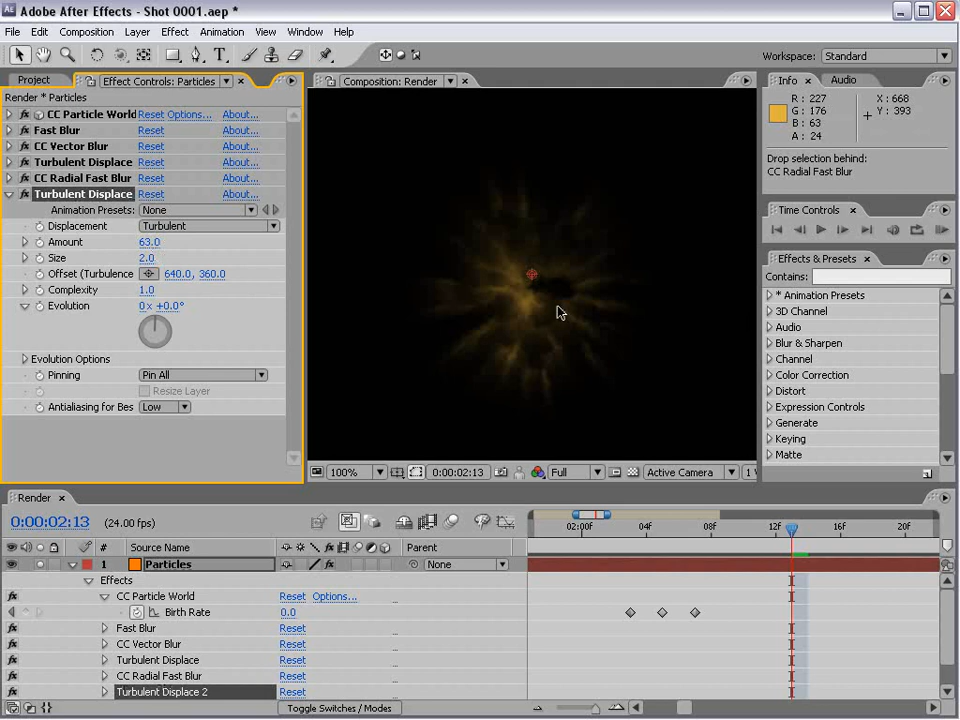 Adobe After Effects - Shot 0001.aep *
File Edit Composition Layer Effect Animation View Window Help
Workspace: Standard
Project Effect Controls: Particles
Composition: Render
Info Audio
Render * Particles
CC Particle World Reset Options... About...
Fast Blur Reset About...
CC Vector Blur Reset About...
Turbulent Displace Reset About...
CC Radial Fast Blur Reset About...
Turbulent Displace Reset About...
Animation Presets: None
Displacement Turbulent
Amount 63.0
Size 2.0
Offset (Turbulence 640.0, 360.0
Complexity 1.0
Evolution 0 x +0.0°
Evolution Options
Pinning Pin All
Resize Layer
Antialiasing for Bes Low
R : 227
G : 176
B : 63
A : 24
X : 668
Y : 393
Drop selection behind:
CC Radial Fast Blur
Time Controls
Effects & Presets
Contains:
* Animation Presets
3D Channel
Audio
Blur & Sharpen
Channel
Color Correction
Distort
Expression Controls
Generate
Keying
Matte
100% 0:00:02:13 Full Active Camera 1 V
Render
0:00:02:13 (24.00 fps)
02:00F 04F 08F 12F 16F 20F
# Source Name Parent
1 Particles None
Effects
CC Particle World Reset Options...
Birth Rate 0.0
Fast Blur Reset
CC Vector Blur Reset
Turbulent Displace Reset
CC Radial Fast Blur Reset
Turbulent Displace 2 Reset
Toggle Switches / Modes